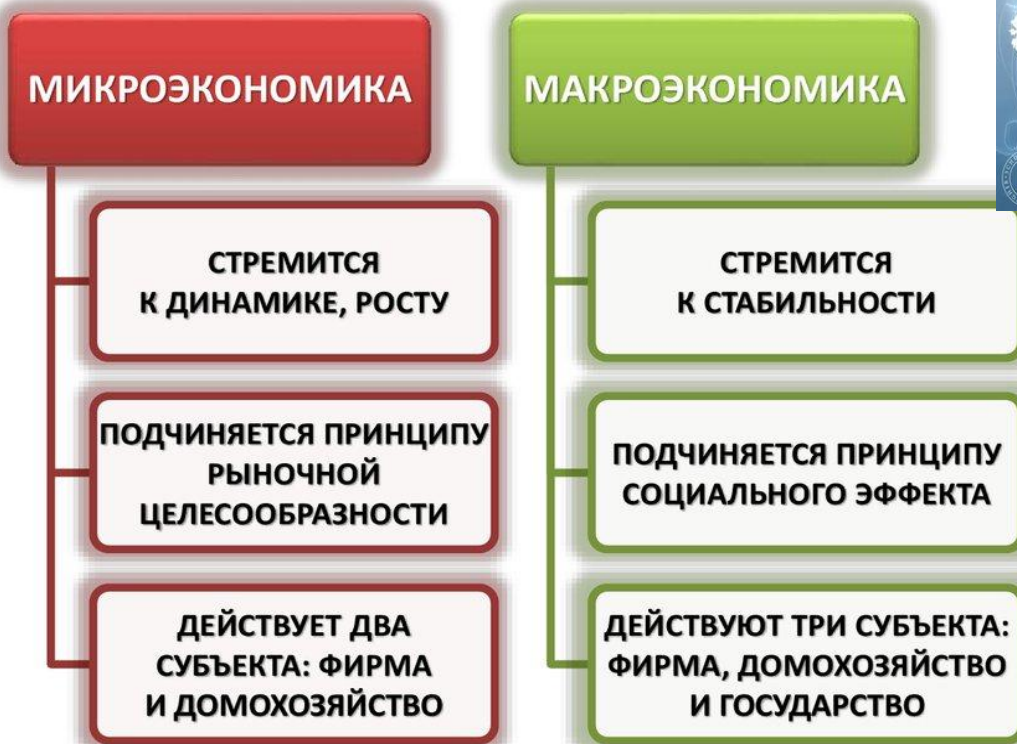 МИКРОЭКОНОМИКА
СТРЕМИТСЯ
К ДИНАМИКЕ, РОСТУ
ПОДЧИНЯЕТСЯ ПРИНЦИПУ
РЫНОЧНОЙ
ЦЕЛЕСООБРАЗНОСТИ
ДЕЙСТВУЕТ ДВА
СУБЪЕКТА: ФИРМА
И ДОМОХОЗЯЙСТВО
МАКРОЭКОНОМИКА
СТРЕМИТСЯ
К СТАБИЛЬНОСТИ
ПОДЧИНЯЕТСЯ ПРИНЦИПУ
СОЦИАЛЬНОГО ЭФФЕКТА
ДЕЙСТВУЮТ ТРИ СУБЪЕКТА:
ФИРМА, ДОМОХОЗЯЙСТВО
И ГОСУДАРСТВО